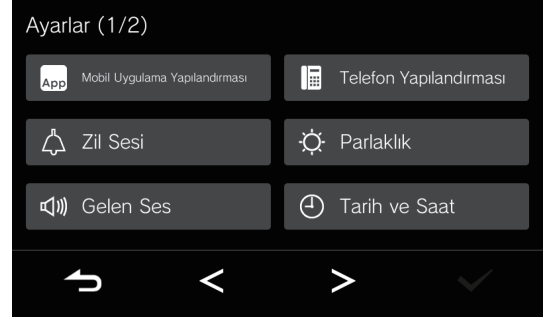 Ayarlar (1/2)
App Mobil Uygulama Yapılandırması
Telefon Yapılandırması
Zil Sesi
Parlaklık
Gelen Ses
Tarih ve Saat